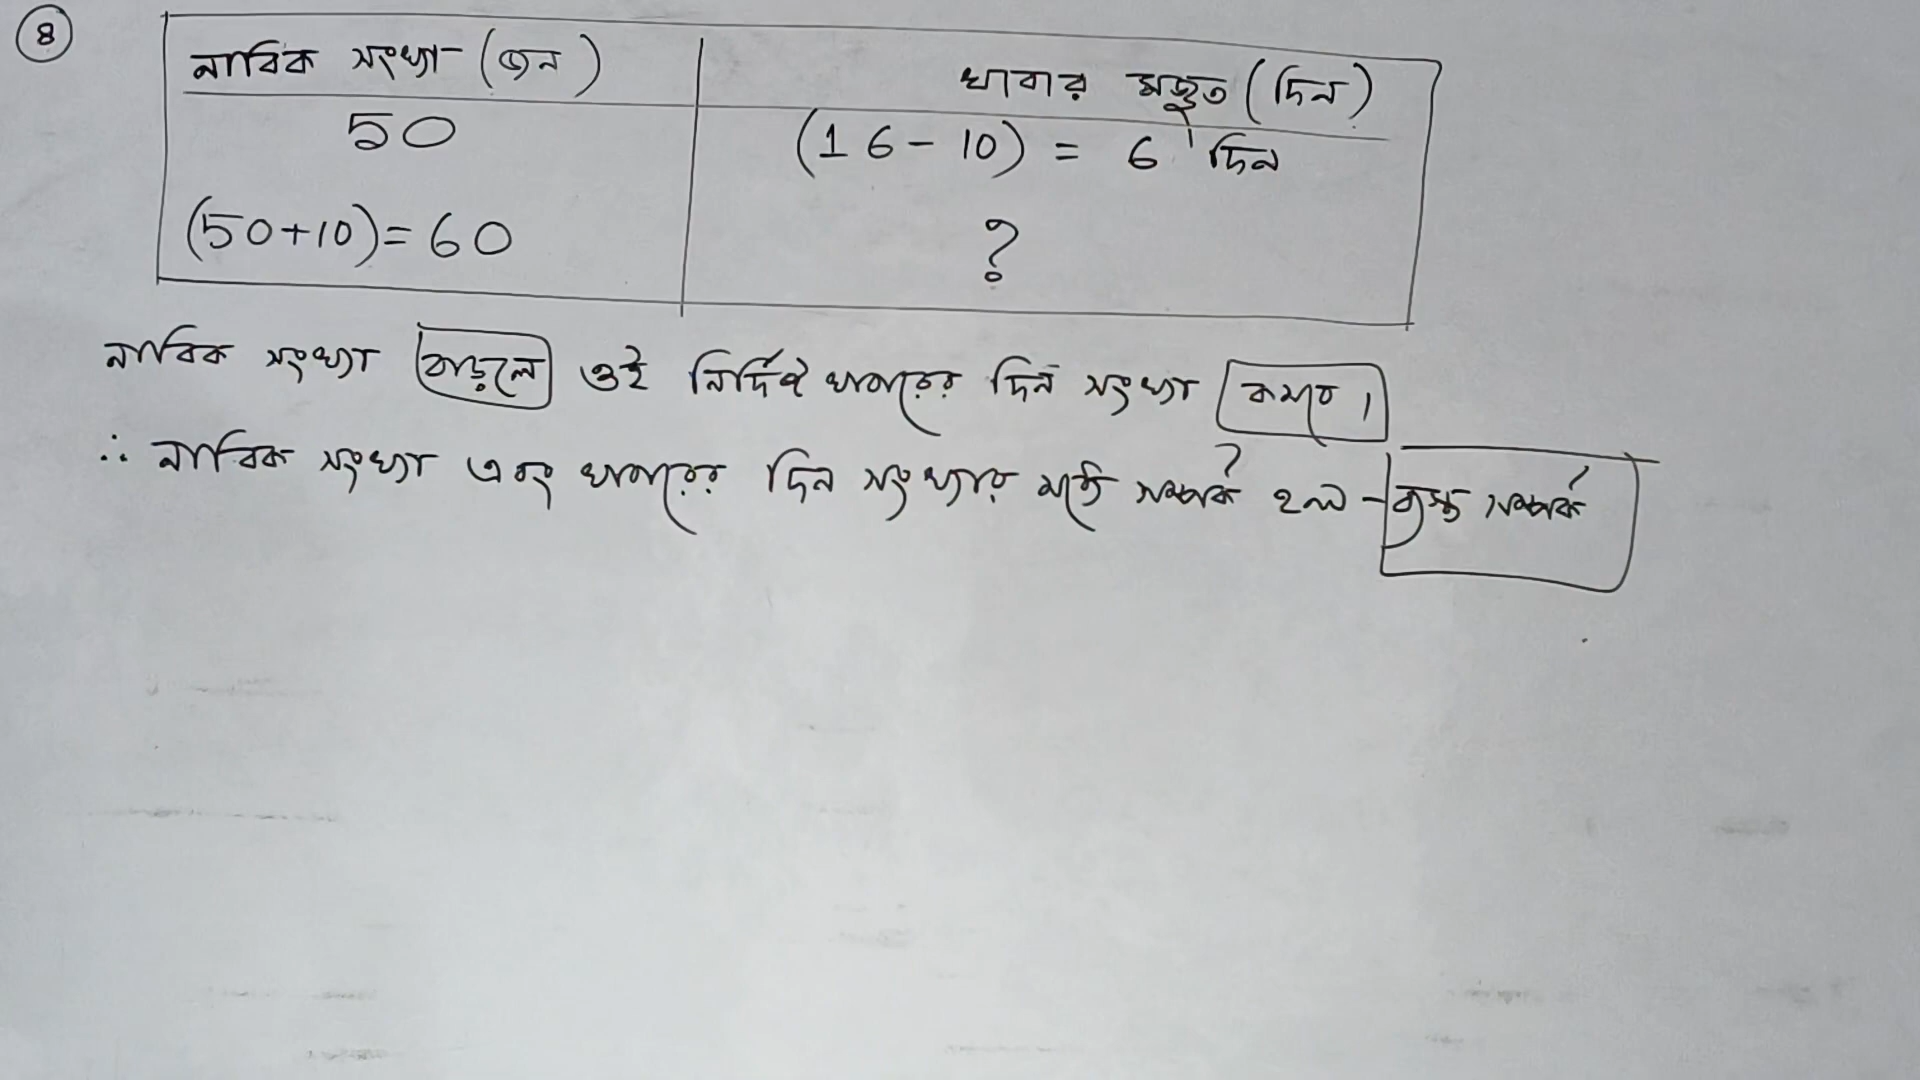 ৪
নাবিক সংখ্যা (জন) খাবার মজুত (দিন)
50 (16-10) = 6 দিন
(50+10)= 60 ?
নাবিক সংখ্যা বাড়লে ওই নির্দিষ্ট খাবারের দিন সংখ্যা কমবে।
∴ নাবিক সংখ্যা এবং খাবারের দিন সংখ্যার মধ্যে সম্পর্ক হল - ব্যস্ত সম্পর্ক